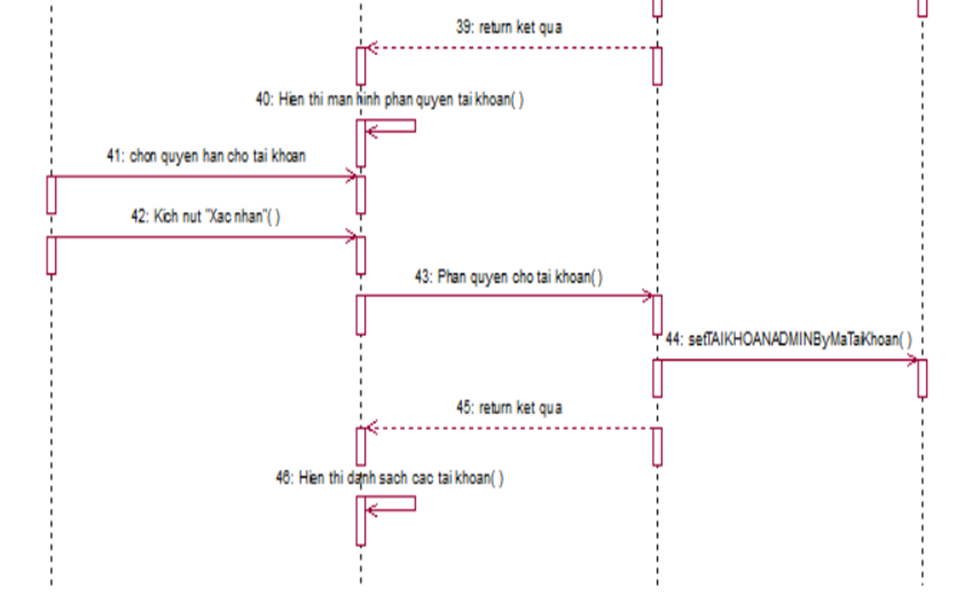 39: return ket qua
40: Hien thi man hinh phan quyen tai khoan( )
41: chon quyen han cho tai khoan
42: Kich nut "Xac nhan"( )
43: Phan quyen cho tai khoan( )
44: setTAIKHOANADMINByMaTaiKhoan( )
45: return ket qua
46: Hien thi danh sach cac tai khoan( )